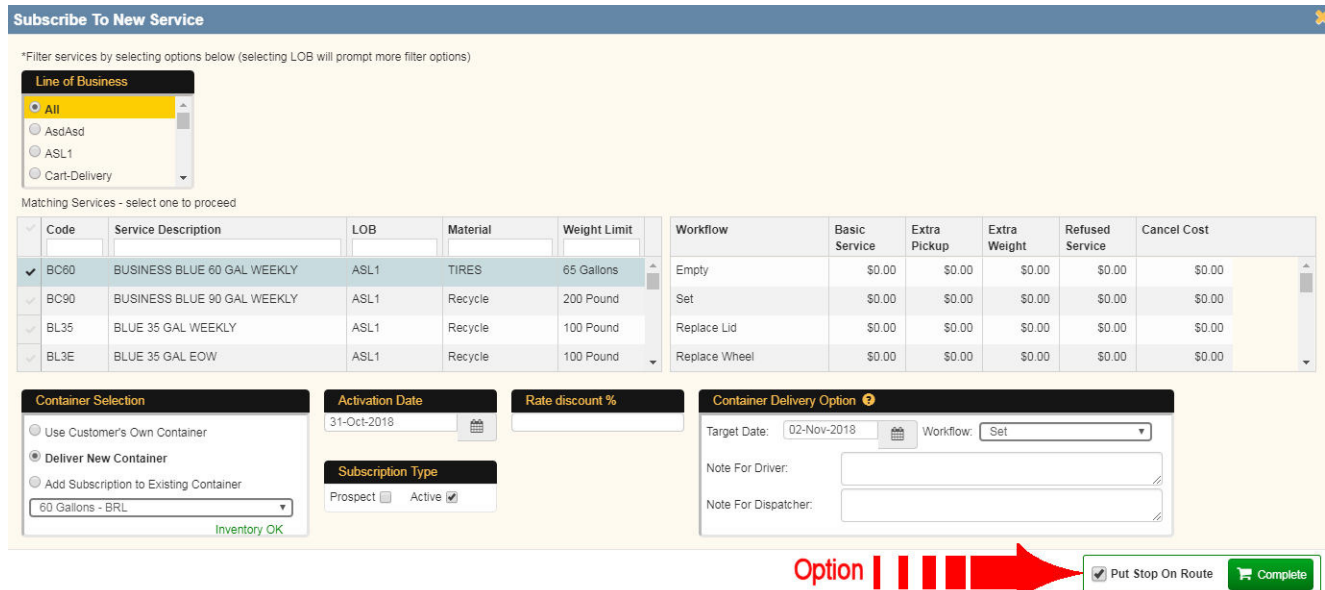 Subscribe To New Service
*Filter services by selecting options below (selecting LOB will prompt more filter options)
Line of Business
All
AsdAsd
ASL1
Cart-Delivery
Matching Services - select one to proceed
Code Service Description LOB Material Weight Limit
BC60 BUSINESS BLUE 60 GAL WEEKLY ASL1 TIRES 65 Gallons
BC90 BUSINESS BLUE 90 GAL WEEKLY ASL1 Recycle 200 Pound
BL35 BLUE 35 GAL WEEKLY ASL1 Recycle 100 Pound
BL3E BLUE 35 GAL EOW ASL1 Recycle 100 Pound
Workflow Basic Service Extra Pickup Extra Weight Refused Service Cancel Cost
Empty $0.00 $0.00 $0.00 $0.00 $0.00
Set $0.00 $0.00 $0.00 $0.00 $0.00
Replace Lid $0.00 $0.00 $0.00 $0.00 $0.00
Replace Wheel $0.00 $0.00 $0.00 $0.00 $0.00
Container Selection
Use Customer's Own Container
Deliver New Container
Add Subscription to Existing Container
60 Gallons - BRL
Inventory OK
Activation Date
31-Oct-2018
Subscription Type
Prospect Active
Rate discount %
Container Delivery Option ?
Target Date: 02-Nov-2018 Workflow: Set
Note For Driver:
Note For Dispatcher:
Option Put Stop On Route Complete